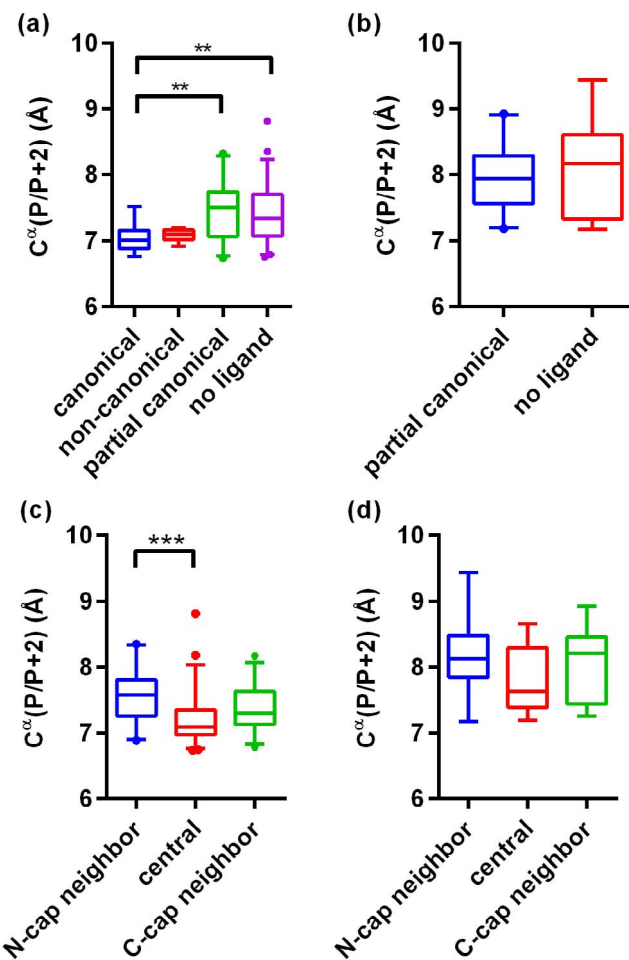 (a)
**
**
Cα(P/P+2) (Å)
10
9
8
7
6
canonical
non-canonical
partial canonical
no ligand
(b)
Cα(P/P+2) (Å)
10
9
8
7
6
partial canonical
no ligand
(c)
***
Cα(P/P+2) (Å)
10
9
8
7
6
N-cap neighbor
central
C-cap neighbor
(d)
Cα(P/P+2) (Å)
10
9
8
7
6
N-cap neighbor
central
C-cap neighbor